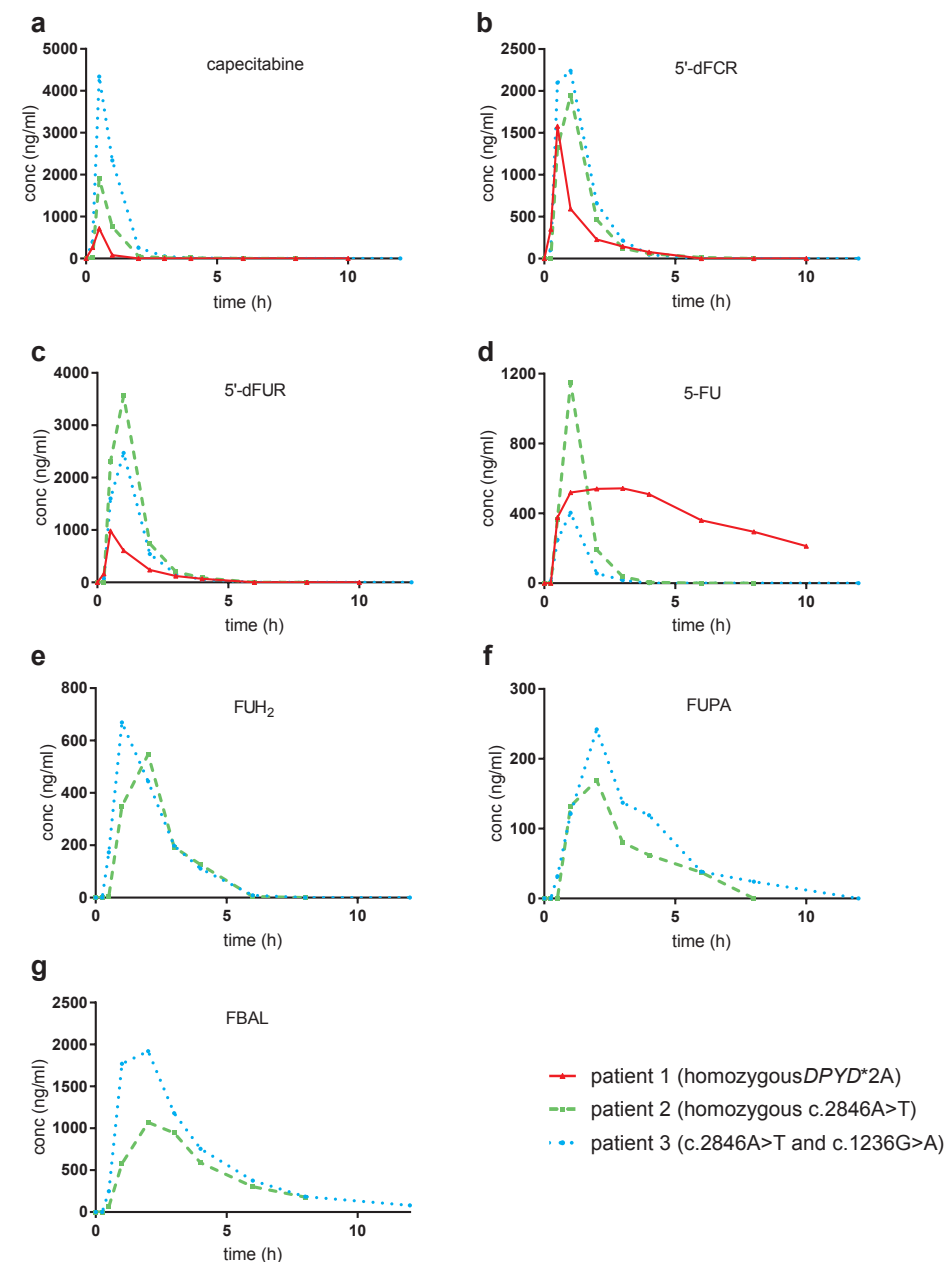 a
capecitabine
5000
4000
3000
2000
1000
0
conc (ng/ml)
0 5 10
time (h)
b
5'-dFCR
2500
2000
1500
1000
500
0
conc (ng/ml)
0 5 10
time (h)
c
5'-dFUR
4000
3000
2000
1000
0
conc (ng/ml)
0 5 10
time (h)
d
5-FU
1200
800
400
0
conc (ng/ml)
0 5 10
time (h)
e
FUH2
800
600
400
200
0
conc (ng/ml)
0 5 10
time (h)
f
FUPA
300
200
100
0
conc (ng/ml)
0 5 10
time (h)
g
FBAL
2500
2000
1500
1000
500
0
conc (ng/ml)
0 5 10
time (h)
patient 1 (homozygousDPYD*2A)
patient 2 (homozygous c.2846A>T)
patient 3 (c.2846A>T and c.1236G>A)